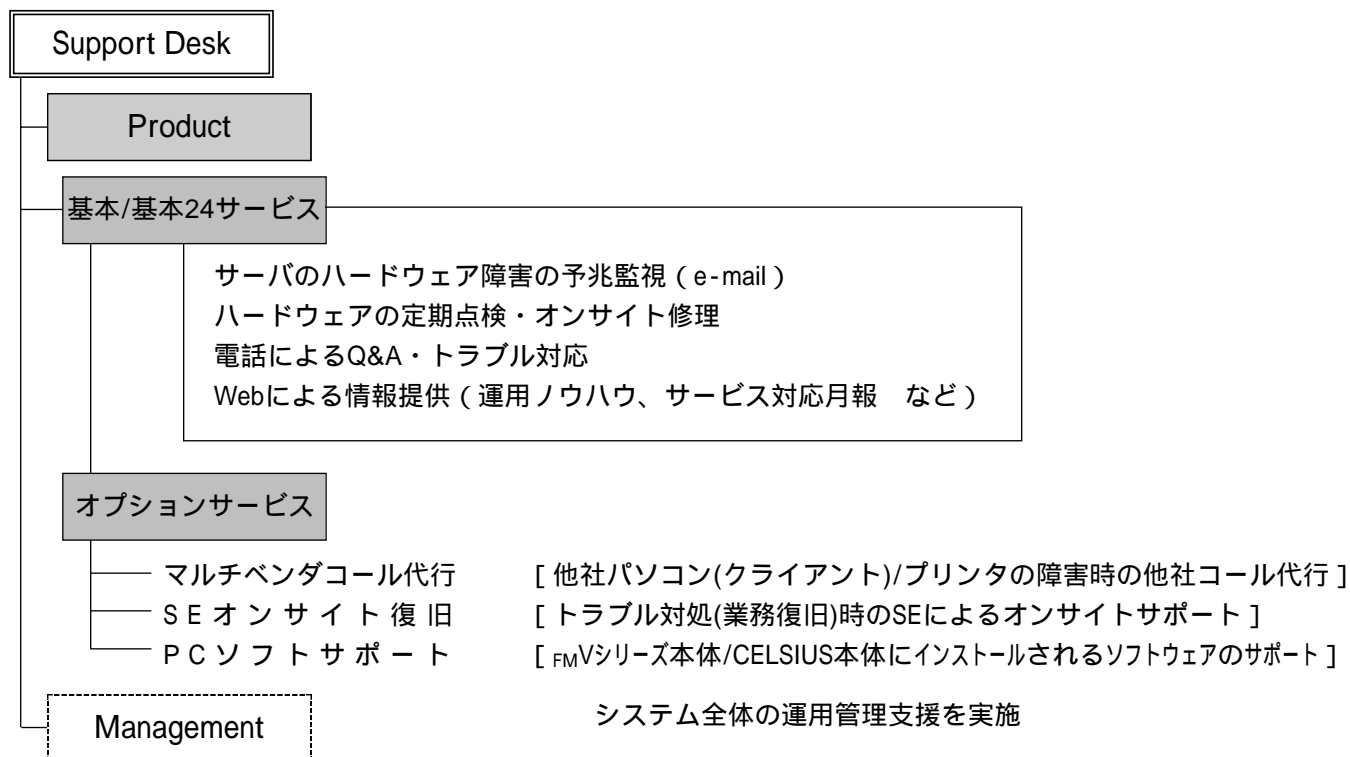 Support Desk
Product
基本/基本24サービス
サーバのハードウェア障害の予兆監視（e-mail）
ハードウェアの定期点検・オンサイト修理
電話によるQ&A・トラブル対応
Webによる情報提供（運用ノウハウ、サービス対応月報　など）
オプションサービス
マルチベンダコール代行 [他社パソコン(クライアント)/プリンタの障害時の他社コール代行]
SEオンサイト復旧 [トラブル対処(業務復旧)時のSEによるオンサイトサポート]
PCソフトサポート [FMVシリーズ本体/CELSIUS本体にインストールされるソフトウェアのサポート]
Management システム全体の運用管理支援を実施